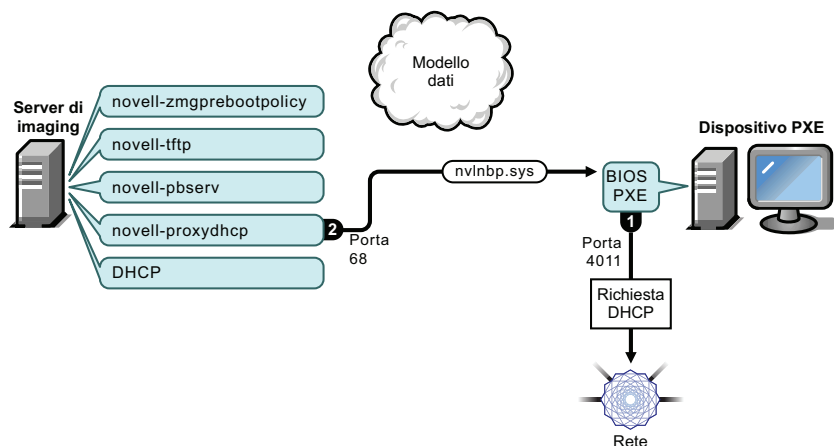 Modello
dati
Server di
imaging
novell-zmgprebootpolicy
novell-tftp
novell-pbserv
novell-proxydhcp
DHCP
2
Porta
68
nvlnbp.sys
BIOS
PXE
Dispositivo PXE
1
Porta
4011
Richiesta
DHCP
Rete